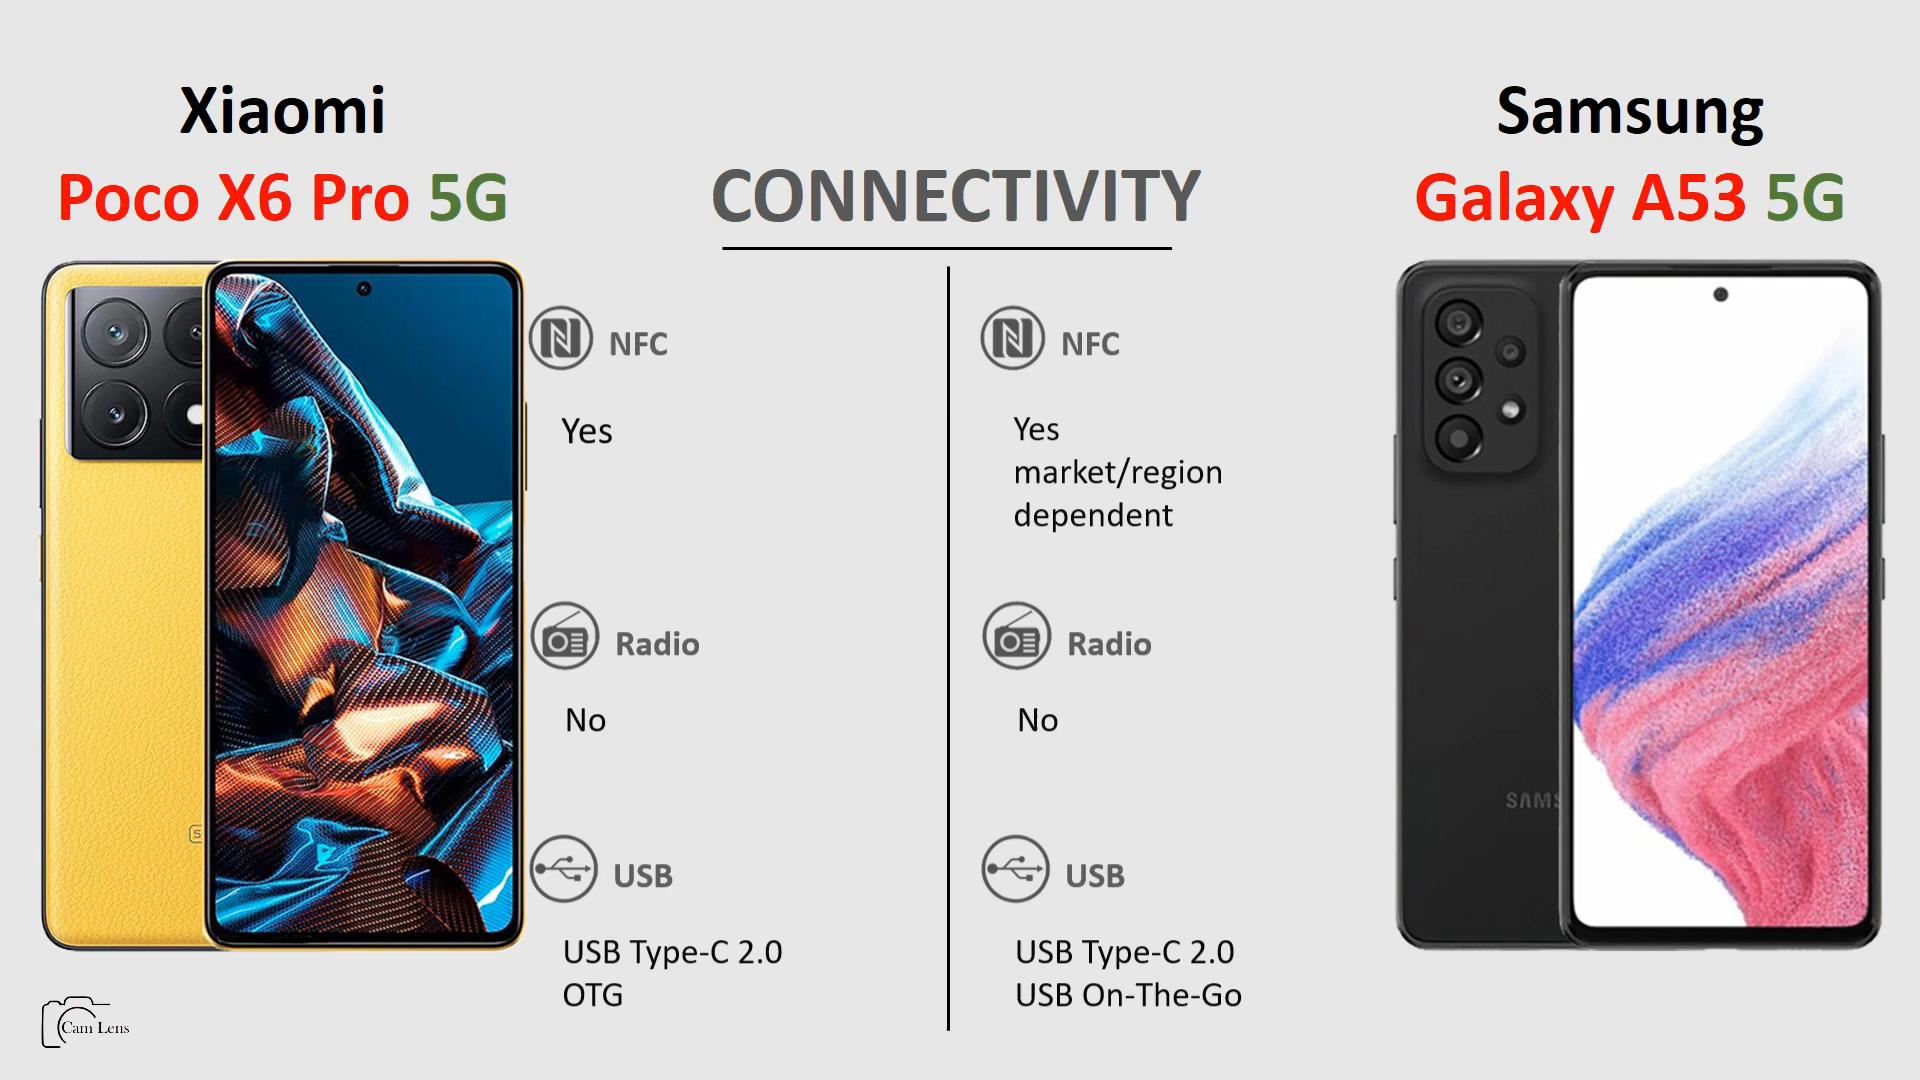 Xiaomi
Poco X6 Pro 5G
CONNECTIVITY
Samsung
Galaxy A53 5G
NFC
Yes
Radio
No
USB
USB Type-C 2.0
OTG
NFC
Yes
market/region
dependent
Radio
No
USB
USB Type-C 2.0
USB On-The-Go
SAMS
5
Cam Lens